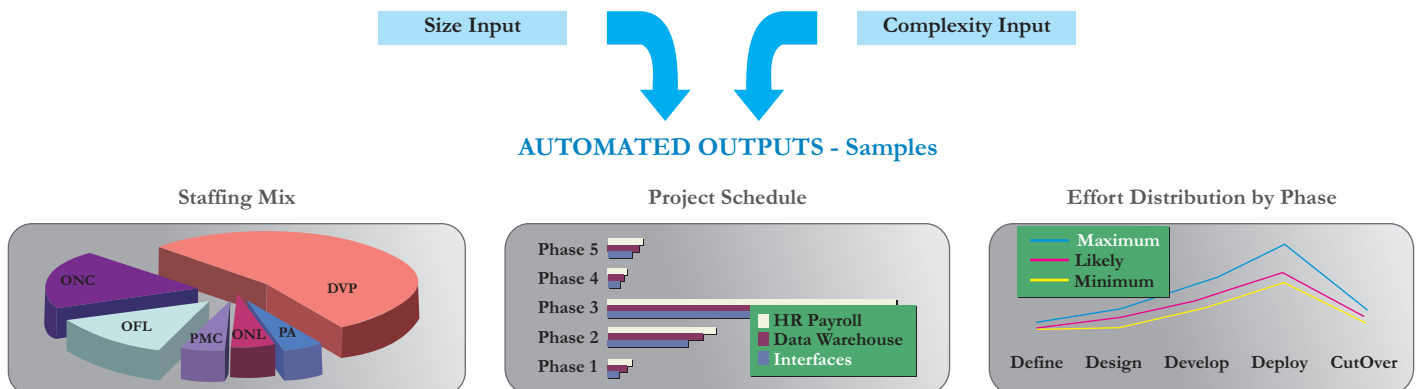 Size Input
Complexity Input
AUTOMATED OUTPUTS - Samples
Staffing Mix
ONC
OFL
PMC
ONL
PA
DVP
Project Schedule
Phase 5
Phase 4
Phase 3
Phase 2
Phase 1
HR Payroll
Data Warehouse
Interfaces
Effort Distribution by Phase
Maximum
Likely
Minimum
Define Design Develop Deploy CutOver